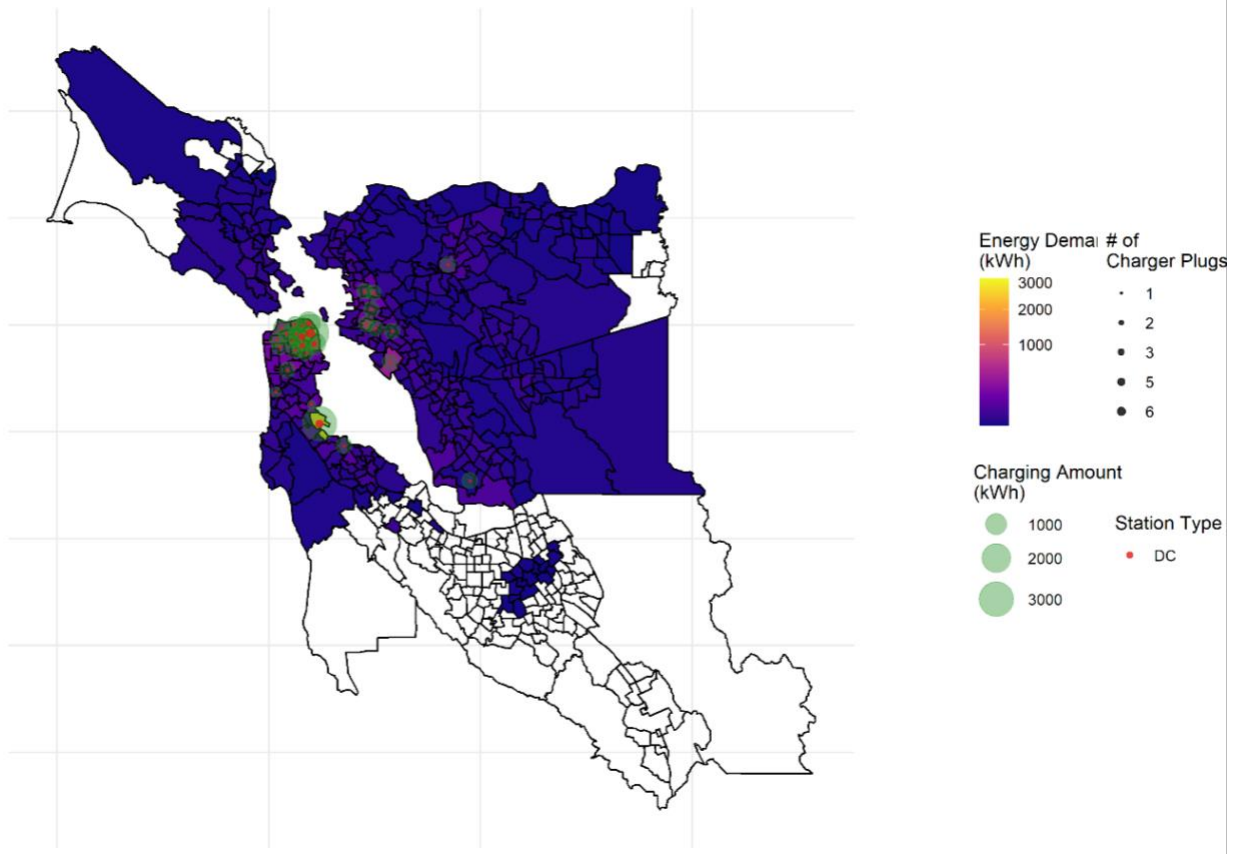 Energy Demai
(kWh)
3000
2000
1000
# of
Charger Plugs
1
2
3
5
6
Charging Amount
(kWh)
1000
2000
3000
Station Type
DC